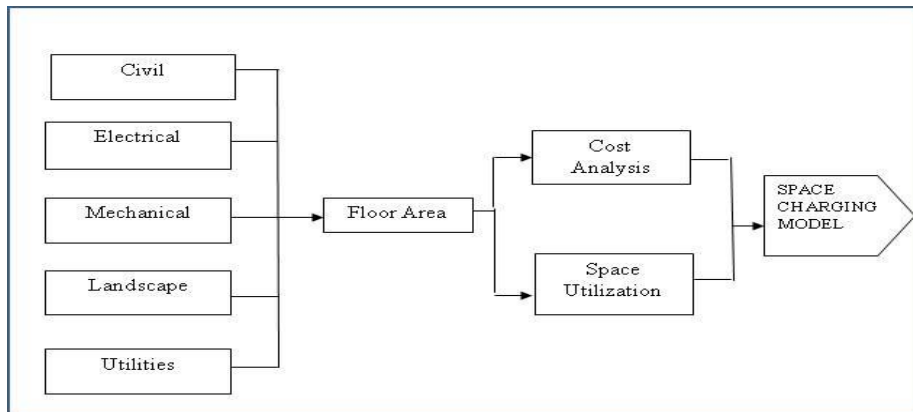 Civil
Electrical
Mechanical
Landscape
Utilities
Floor Area
Cost
Analysis
Space
Utilization
SPACE
CHARGING
MODEL